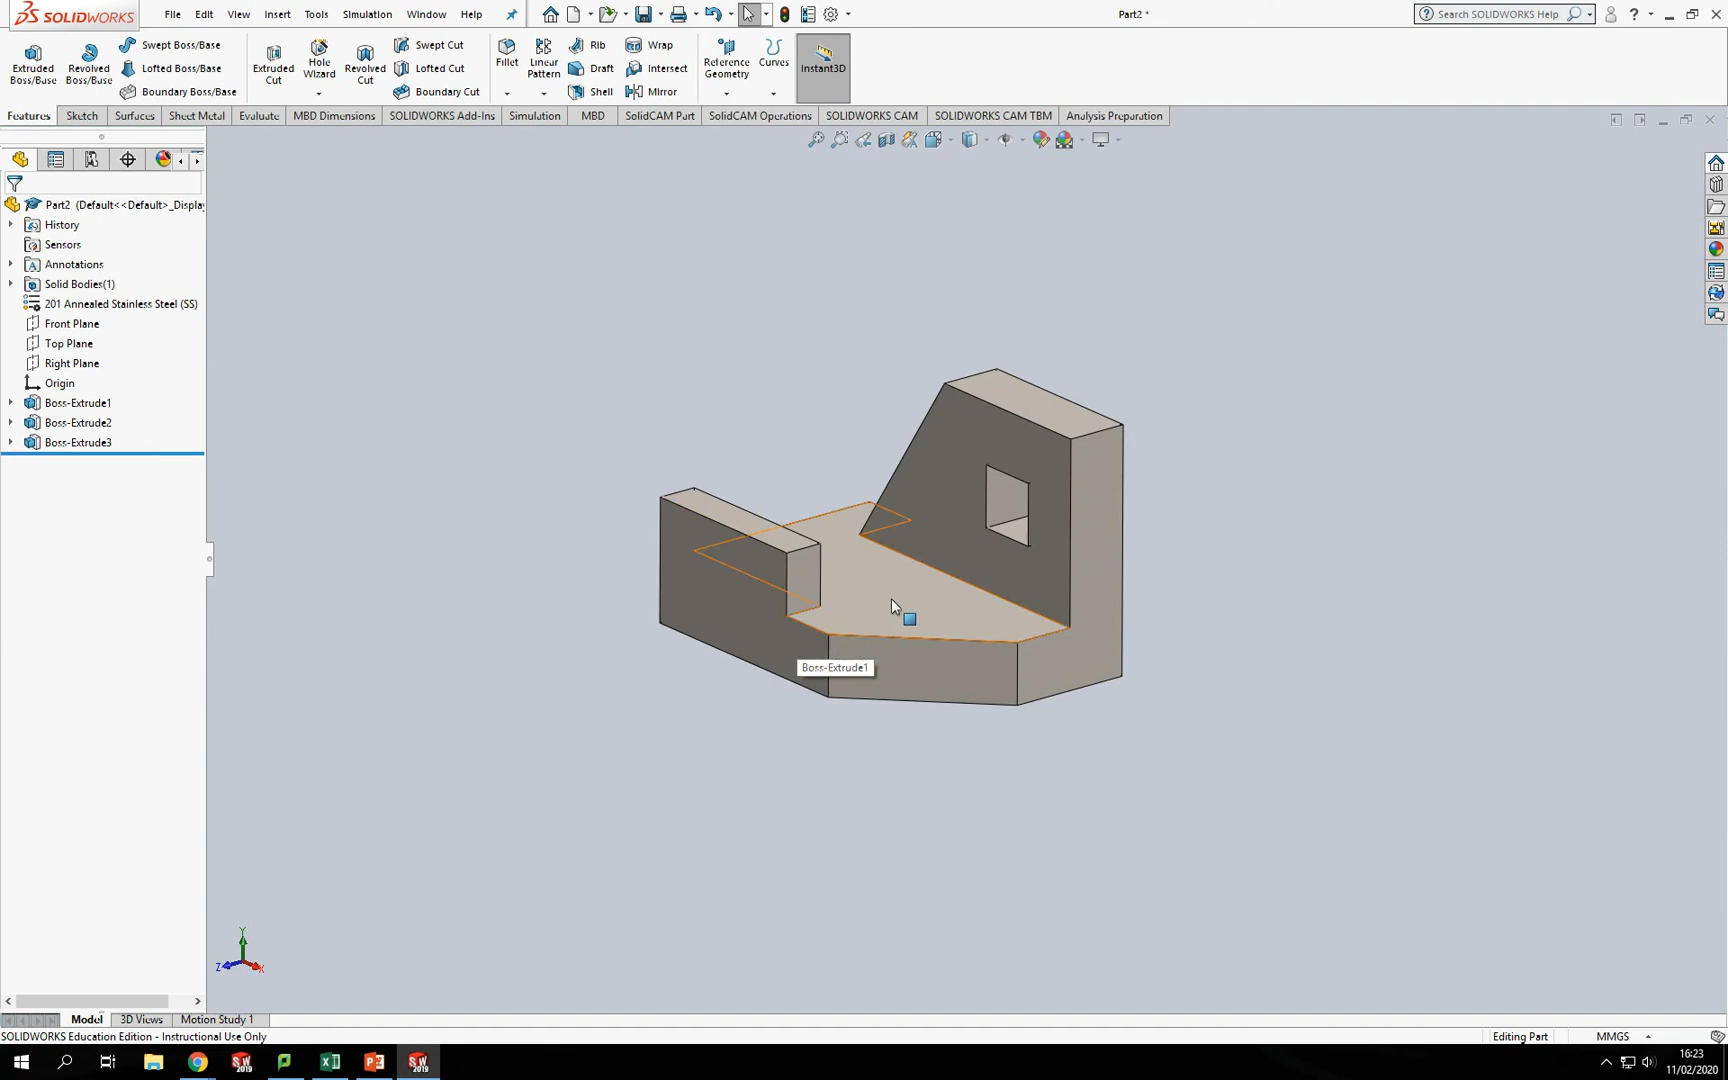 SOLIDWORKS File Edit View Insert Tools Simulation Window Help Part2 * Search SOLIDWORKS Help ?
Extruded Boss/Base
Revolved Boss/Base
Swept Boss/Base
Lofted Boss/Base
Boundary Boss/Base
Extruded Cut
Hole Wizard
Revolved Cut
Swept Cut
Lofted Cut
Boundary Cut
Fillet
Linear Pattern
Rib
Draft
Shell
Wrap
Intersect
Mirror
Reference Geometry
Curves
Instant3D
Features Sketch Surfaces Sheet Metal Evaluate MBD Dimensions SOLIDWORKS Add-Ins Simulation MBD SolidCAM Part SolidCAM Operations SOLIDWORKS CAM SOLIDWORKS CAM TBM Analysis Preparation
Part2 (Default<<Default>_Displa
History
Sensors
Annotations
Solid Bodies(1)
201 Annealed Stainless Steel (SS)
Front Plane
Top Plane
Right Plane
Origin
Boss-Extrude1
Boss-Extrude2
Boss-Extrude3
Boss-Extrude1
Y
Z
X
Model 3D Views Motion Study 1
SOLIDWORKS Education Edition - Instructional Use Only Editing Part MMGS
16:23
11/02/2020